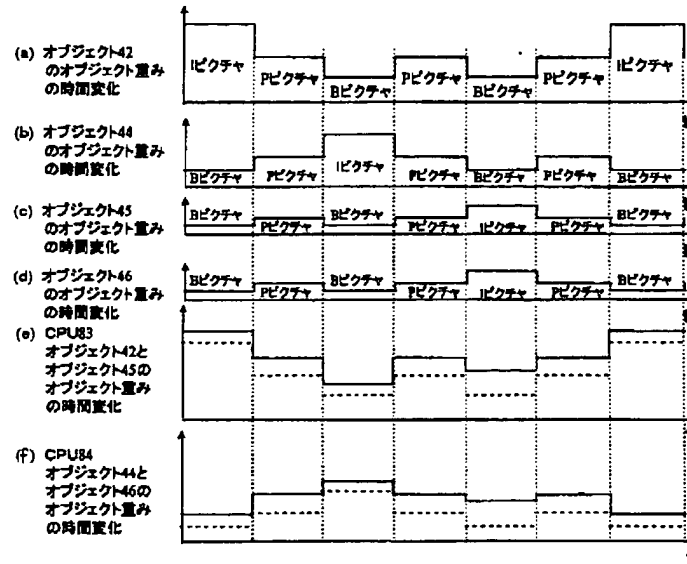 (a) オブジェクト42
のオブジェクト重み
の時間変化
Iピクチャ
Pピクチャ
Bピクチャ
Pピクチャ
Bピクチャ
Pピクチャ
Iピクチャ
(b) オブジェクト44
のオブジェクト重み
の時間変化
Bピクチャ
Pピクチャ
Iピクチャ
Pピクチャ
Bピクチャ
Pピクチャ
Bピクチャ
(c) オブジェクト45
のオブジェクト重み
の時間変化
Bピクチャ
Pピクチャ
Bピクチャ
Pピクチャ
Iピクチャ
Pピクチャ
Bピクチャ
(d) オブジェクト46
のオブジェクト重み
の時間変化
Bピクチャ
Pピクチャ
Bピクチャ
Pピクチャ
Iピクチャ
Pピクチャ
Bピクチャ
(e) CPU83
オブジェクト42と
オブジェクト45の
オブジェクト重み
の時間変化
(f) CPU84
オブジェクト44と
オブジェクト46の
オブジェクト重み
の時間変化